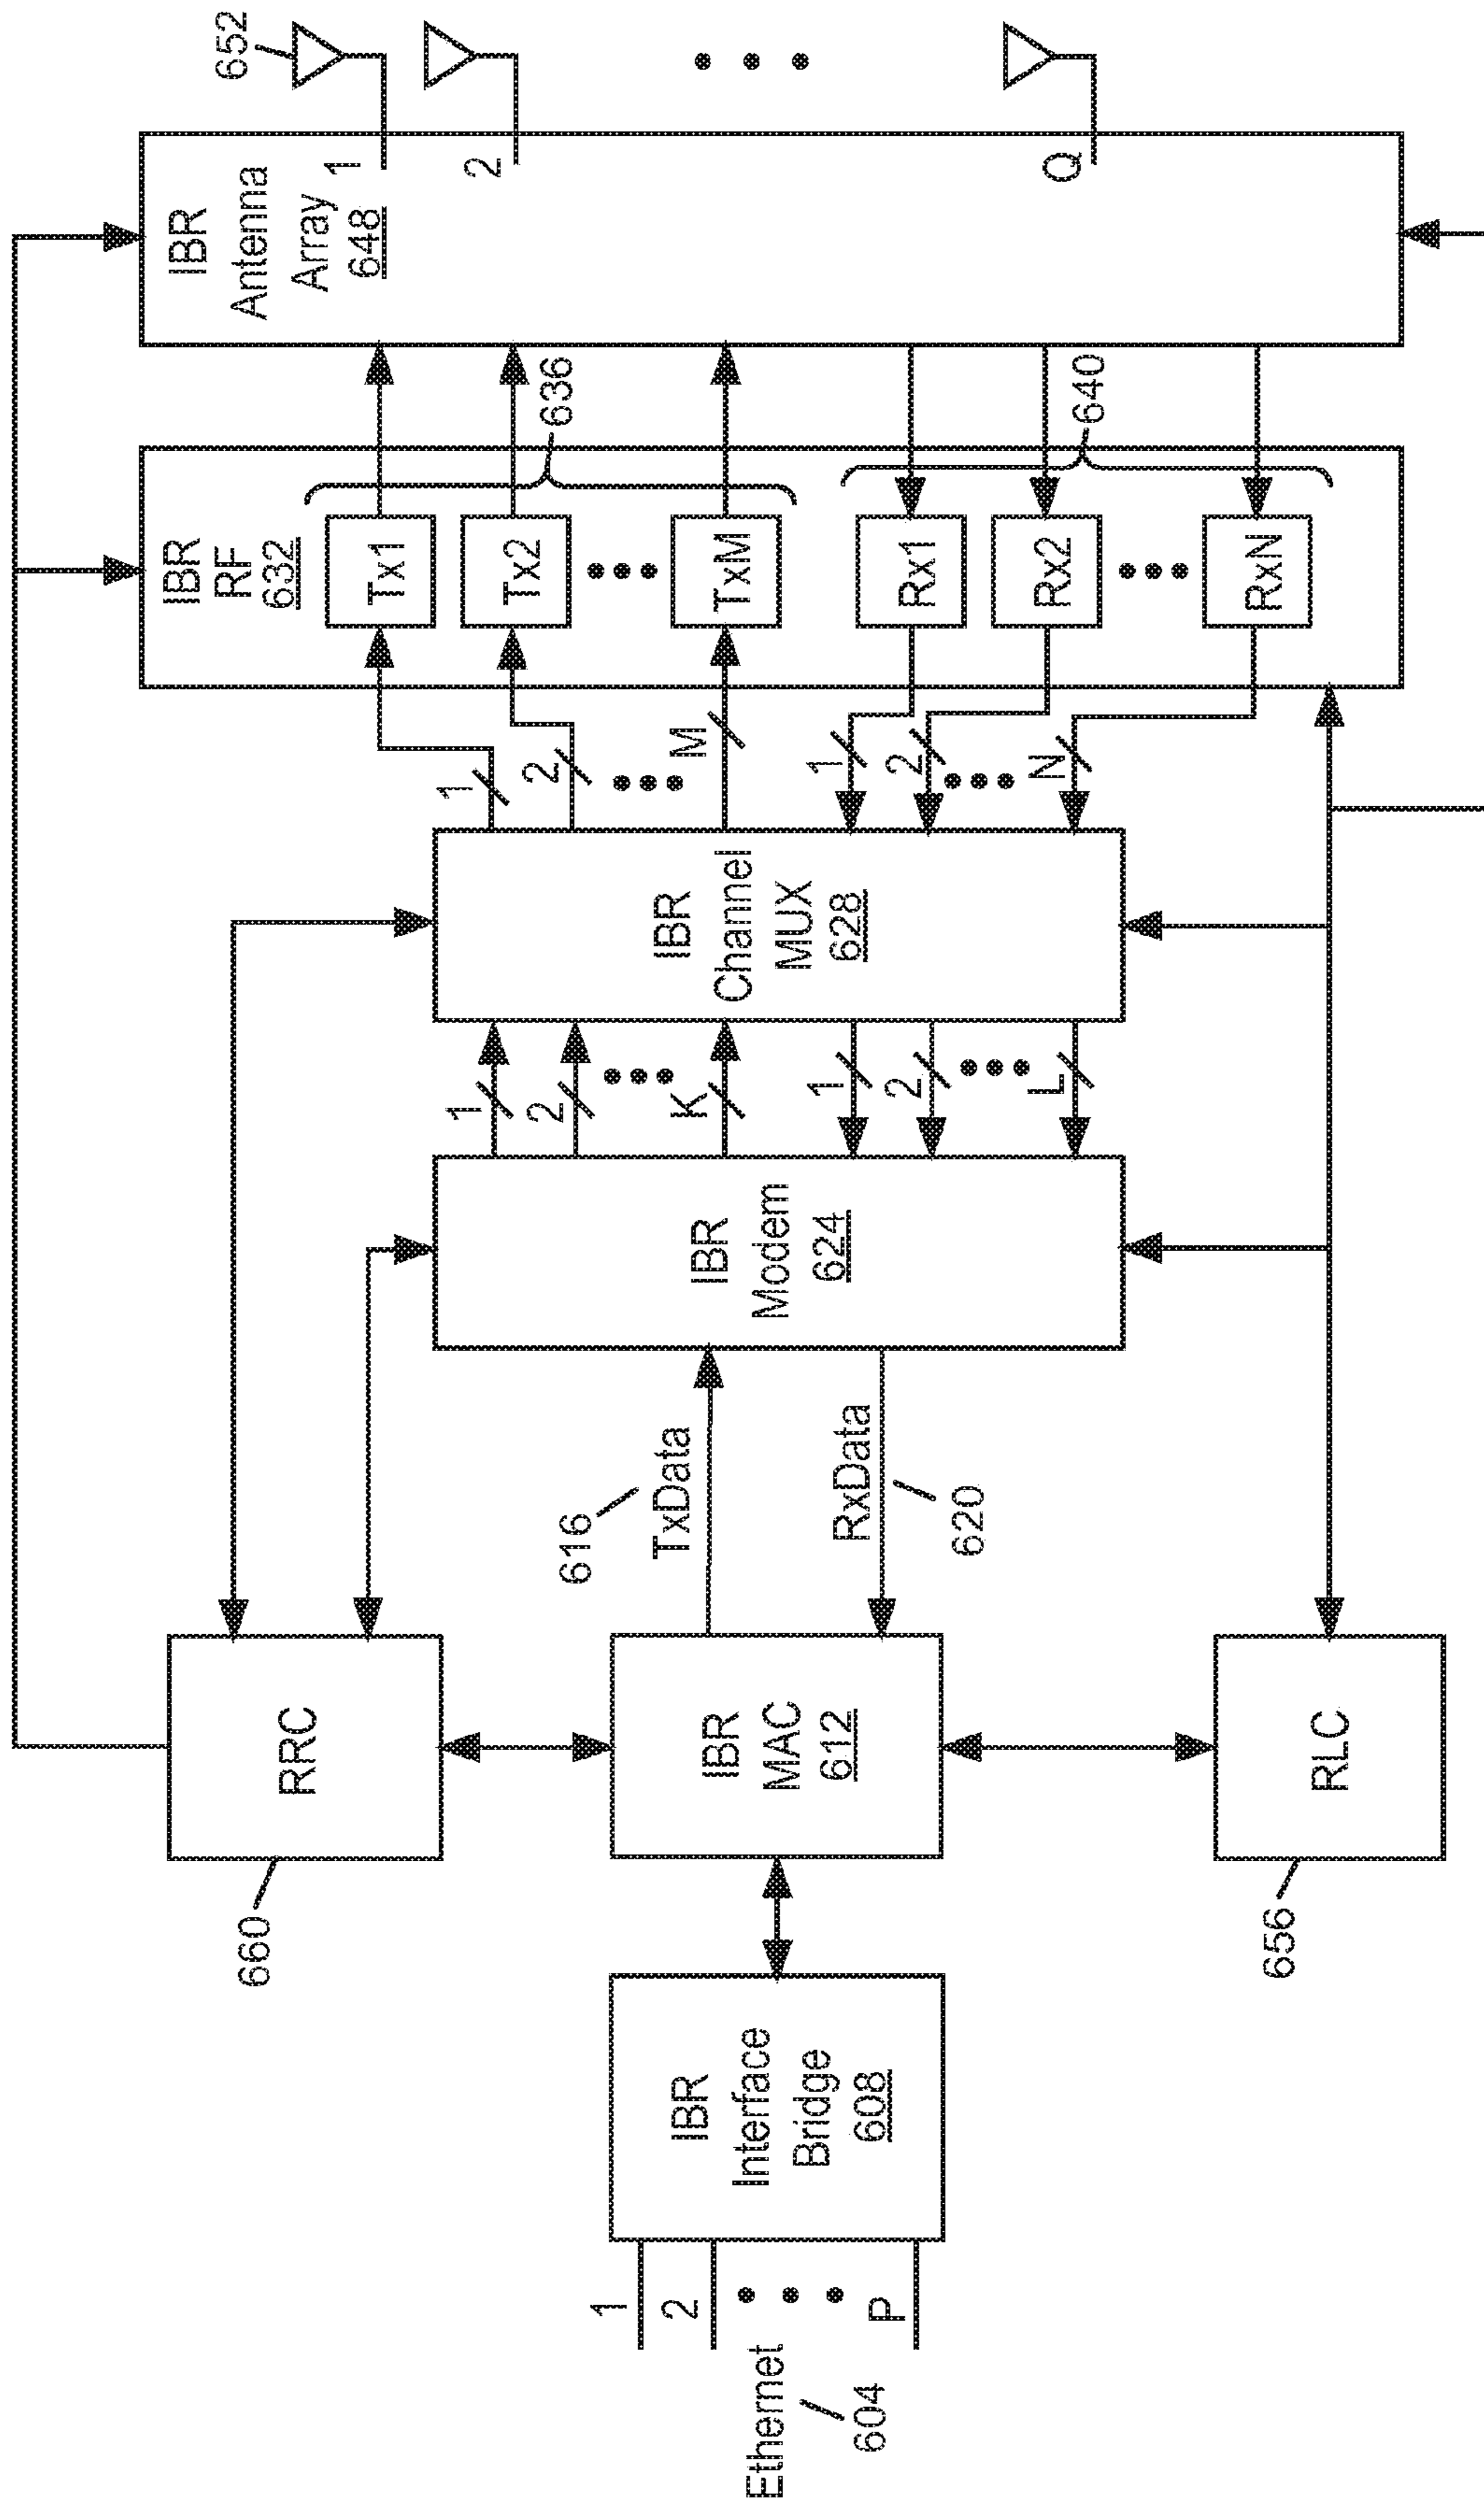 Ethernet
604
1
2
P
IBR
Interface
Bridge
608
660
RRC
IBR
MAC
612
656
RLC
616
TxData
RxData
620
IBR
Modem
624
1
2
K
1
2
L
IBR
Channel
MUX
628
1
2
M
1
2
N
IBR
RF
632
Tx1
Tx2
TxM
Rx1
Rx2
RxN
636
640
IBR
Antenna
Array
648
1
2
Q
652